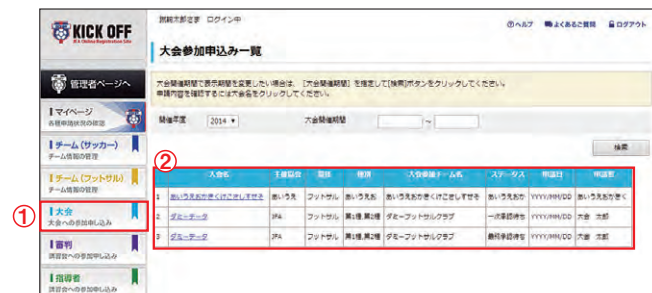 KICK OFF
JFA Online Registration Site
蹴球太郎さま ログイン中
ヘルプ
よくあるご質問
ログアウト
大会参加申込み一覧
管理者ページへ
マイページ
各種申請状況の確認
チーム (サッカー)
チーム情報の管理
チーム (フットサル)
チーム情報の管理
①
大会
大会への参加申し込み
審判
講習会への参加申し込み
指導者
講習会への参加申し込み
大会開催期間で表示期間を変更したい場合は、[大会開催期間] を指定して[検索]ボタンをクリックしてください。
申請内容を確認するには大会名をクリックしてください。
開催年度 2014 大会開催期間 ~
検索
②
大会名 主催協会 競技 種別 大会参加チーム名 ステータス 申請日 申請者
1 あいうえおかきくけこさしすせそ あいうえ フットサル あいうえお あいうえおかきくけこさしすせそ あいうえおか YYYY/MM/DD あいうえおかきく
2 ダミーデータ JFA フットサル 第1種,第2種 ダミーフットサルクラブ 一次承認待ち YYYY/MM/DD 大会 太郎
3 ダミーデータ JFA フットサル 第1種,第2種 ダミーフットサルクラブ 最終承認待ち YYYY/MM/DD 大会 太郎